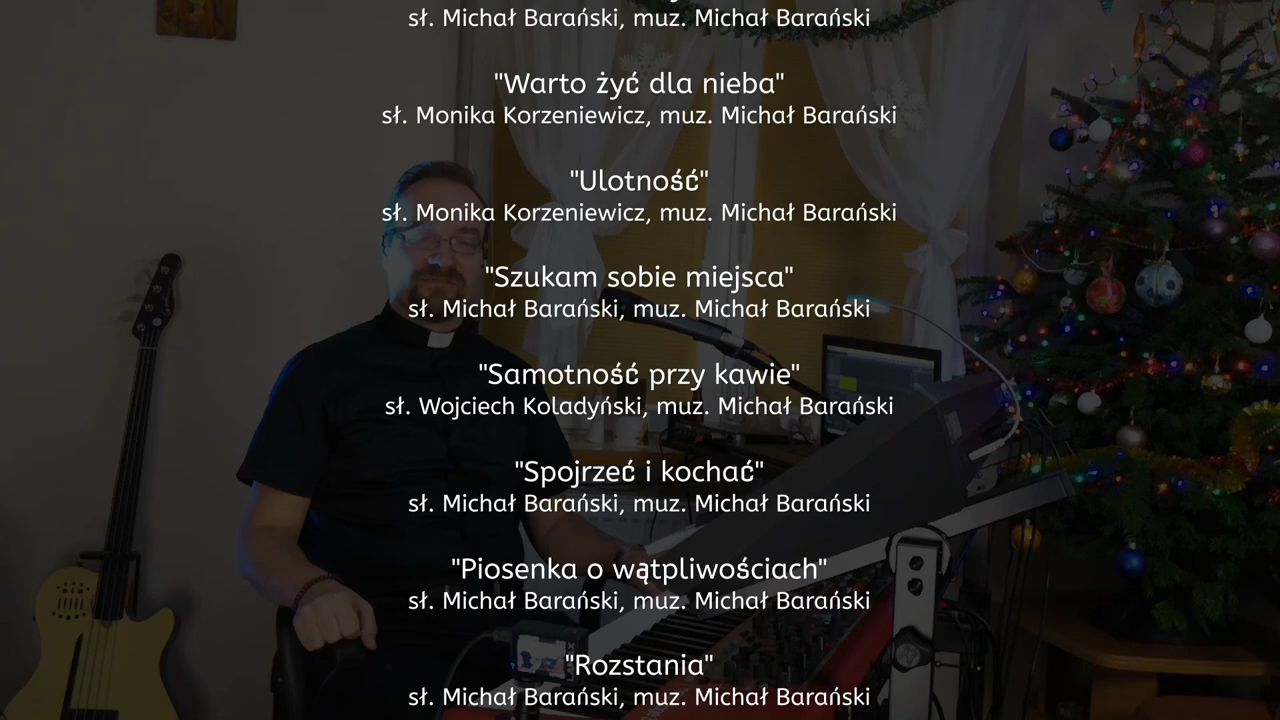 sł. Michał Barański, muz. Michał Barański
"Warto żyć dla nieba"
sł. Monika Korzeniewicz, muz. Michał Barański
"Ulotność"
sł. Monika Korzeniewicz, muz. Michał Barański
"Szukam sobie miejsca"
sł. Michał Barański, muz. Michał Barański
"Samotność przy kawie"
sł. Wojciech Koladyński, muz. Michał Barański
"Spojrzeć i kochać"
sł. Michał Barański, muz. Michał Barański
"Piosenka o wątpliwościach"
sł. Michał Barański, muz. Michał Barański
"Rozstania"
sł. Michał Barański, muz. Michał Barański